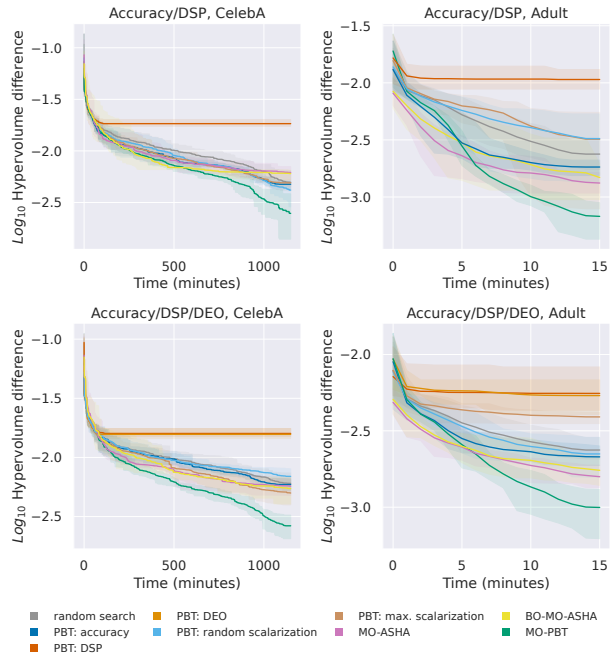 Accuracy/DSP, CelebA
Log10 Hypervolume difference
−1.0
−1.5
−2.0
−2.5
0
500
1000
Time (minutes)
Accuracy/DSP, Adult
Log10 Hypervolume difference
−1.5
−2.0
−2.5
−3.0
0
5
10
15
Time (minutes)
Accuracy/DSP/DEO, CelebA
Log10 Hypervolume difference
−1.0
−1.5
−2.0
−2.5
0
500
1000
Time (minutes)
Accuracy/DSP/DEO, Adult
Log10 Hypervolume difference
−2.0
−2.5
−3.0
0
5
10
15
Time (minutes)
random search
PBT: accuracy
PBT: DSP
PBT: DEO
PBT: random scalarization
PBT: max. scalarization
MO-ASHA
BO-MO-ASHA
MO-PBT